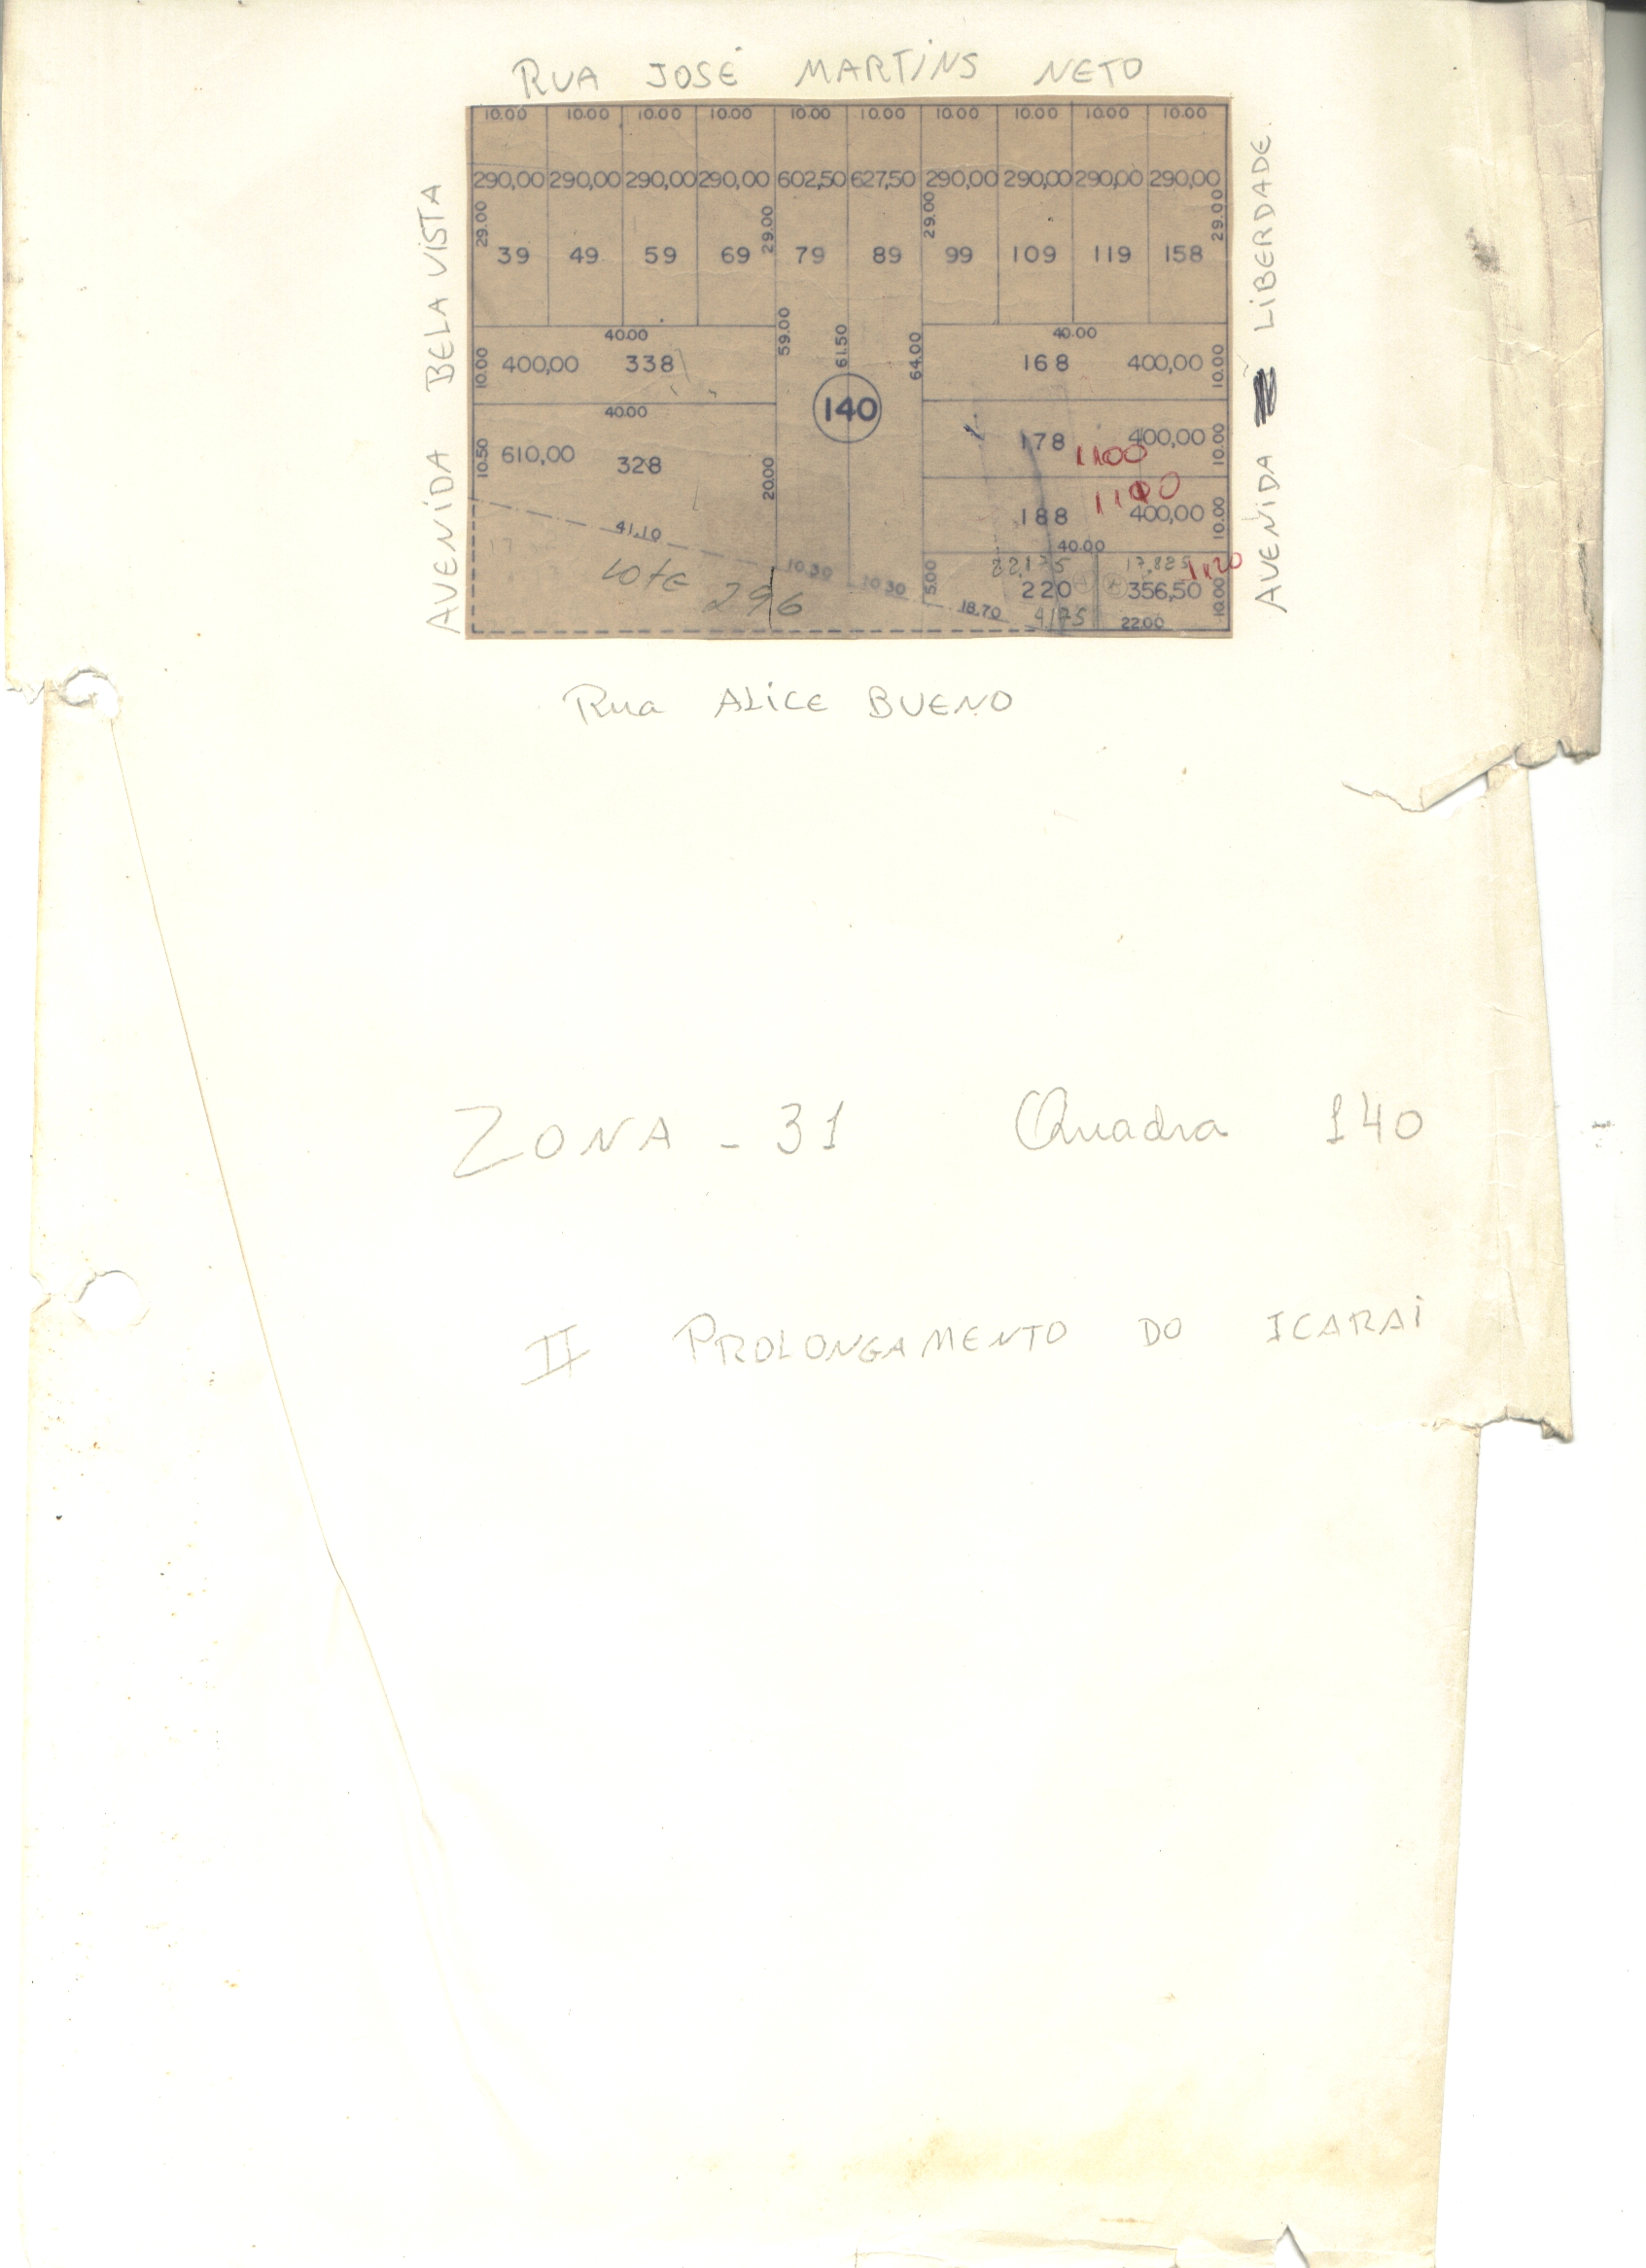 RUA JOSÉ MARTINS NETO
10.00 10.00 10.00 10.00 10.00 10.00 10.00 10.00 10.00 10.00
290,00 290,00 290,00 290,00 602,50 627,50 290,00 290,00 290,00 290,00
29.00 29.00 29.00 29.00
39 49 59 69 79 89 99 109 119 158
AVENIDA BELA VISTA
AVENIDA LIBERDADE.
59.00 61.50 64.00
40.00 40.00
10.00 400,00 338 168 400,00 10.00
140
40.00
178 400,00 10.00
1100
10.50 610,00 328 20.00
1100
188 400,00 10.00
41.10 40.00
10.30 10.30 5.00 22.175 17,825 1120
Lote 296
220 356,50 10.00
18.70 4175 22.00
Rua ALICE BUENO
ZONA - 31 Quadra 140
II PROLONGAMENTO DO ICARAI